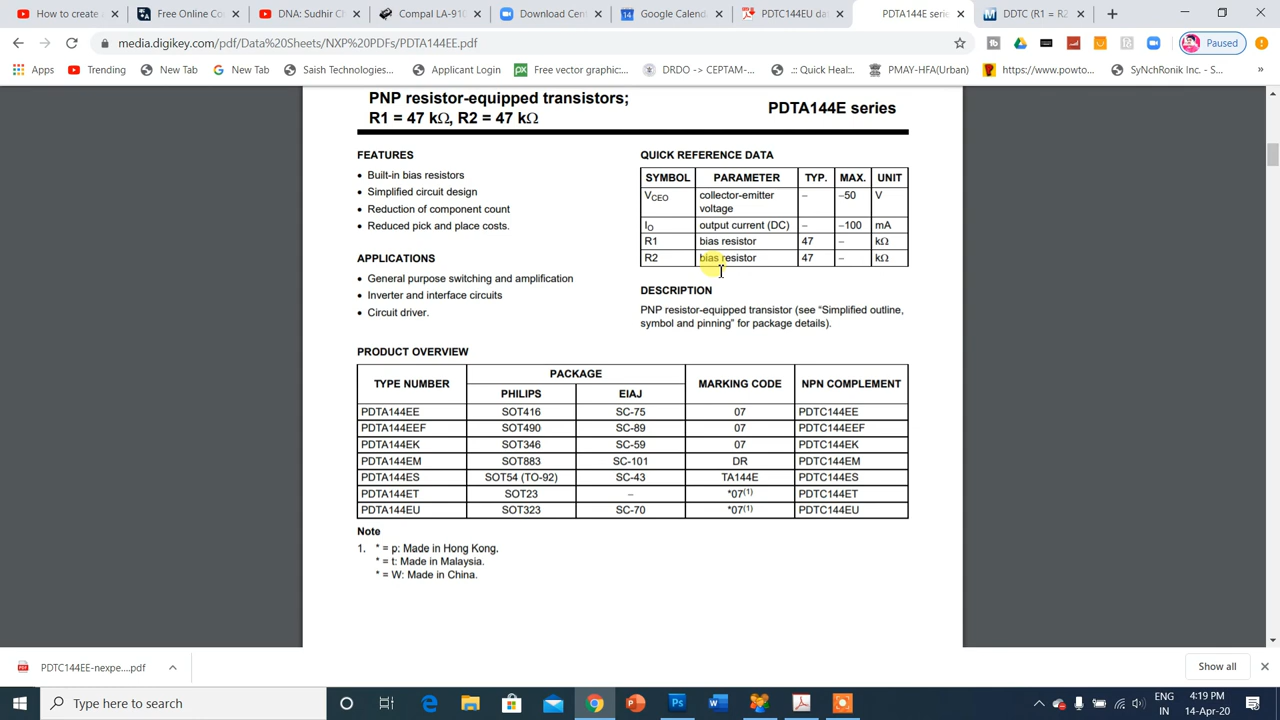 How to create
Free Online Co
DNA: Sudhir C
Compal LA-910
Download Cent
Google Calend
PDTC144EU da
PDTA144E serie
DDTC (R1 = R2
media.digikey.com/pdf/Data%20Sheets/NXP%20PDFs/PDTA144EE.pdf
Paused
Apps
Trending
New Tab
New Tab
Saish Technologies...
Applicant Login
Free vector graphic:...
DRDO → CEPTAM-...
.:: Quick Heal::.
PMAY-HFA(Urban)
https://www.powto...
SyNchRonik Inc. - S...
»
PNP resistor-equipped transistors;
R1 = 47 kΩ, R2 = 47 kΩ
PDTA144E series
FEATURES
• Built-in bias resistors
• Simplified circuit design
• Reduction of component count
• Reduced pick and place costs.
APPLICATIONS
• General purpose switching and amplification
• Inverter and interface circuits
• Circuit driver.
QUICK REFERENCE DATA
SYMBOL PARAMETER TYP. MAX. UNIT
VCEO collector-emitter voltage – −50 V
IO output current (DC) – −100 mA
R1 bias resistor 47 – kΩ
R2 bias resistor 47 – kΩ
DESCRIPTION
PNP resistor-equipped transistor (see “Simplified outline,
symbol and pinning” for package details).
PRODUCT OVERVIEW
TYPE NUMBER PACKAGE MARKING CODE NPN COMPLEMENT
PHILIPS EIAJ
PDTA144EE SOT416 SC-75 07 PDTC144EE
PDTA144EEF SOT490 SC-89 07 PDTC144EEF
PDTA144EK SOT346 SC-59 07 PDTC144EK
PDTA144EM SOT883 SC-101 DR PDTC144EM
PDTA144ES SOT54 (TO-92) SC-43 TA144E PDTC144ES
PDTA144ET SOT23 – *07(1) PDTC144ET
PDTA144EU SOT323 SC-70 *07(1) PDTC144EU
Note
1. * = p: Made in Hong Kong.
* = t: Made in Malaysia.
* = W: Made in China.
PDTC144EE-nexpe....pdf
Show all
Type here to search
ENG
IN
4:19 PM
14-Apr-20